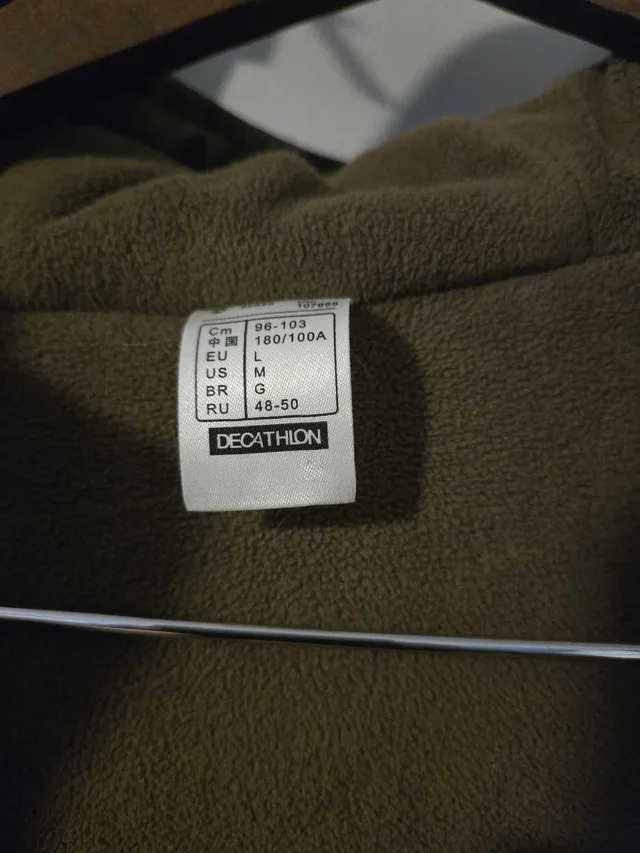 Cm 96-103
中国 180/100A
EU L
US M
BR G
RU 48-50
DECATHLON